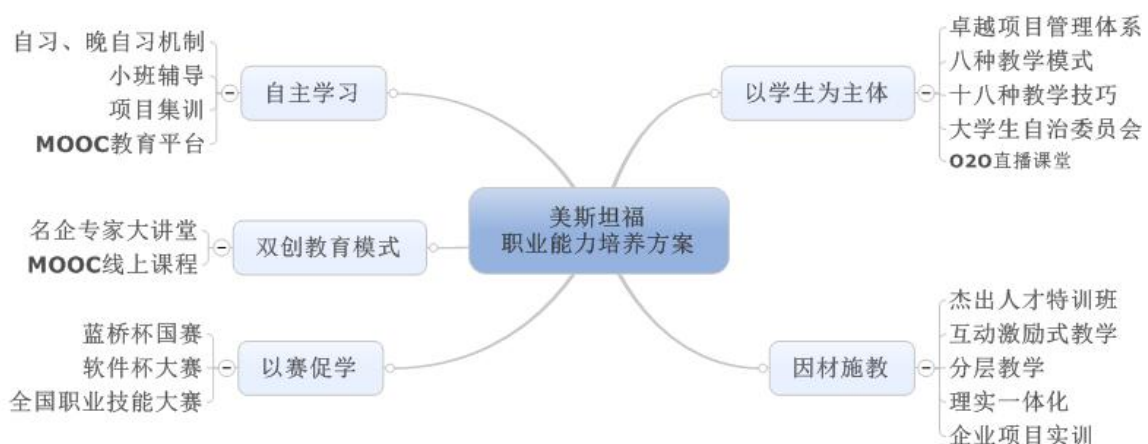 美斯坦福
职业能力培养方案
自主学习
自习、晚自习机制
小班辅导
项目集训
MOOC教育平台
双创教育模式
名企专家大讲堂
MOOC线上课程
以赛促学
蓝桥杯国赛
软件杯大赛
全国职业技能大赛
以学生为主体
卓越项目管理体系
八种教学模式
十八种教学技巧
大学生自治委员会
O2O直播课堂
因材施教
杰出人才特训班
互动激励式教学
分层教学
理实一体化
企业项目实训